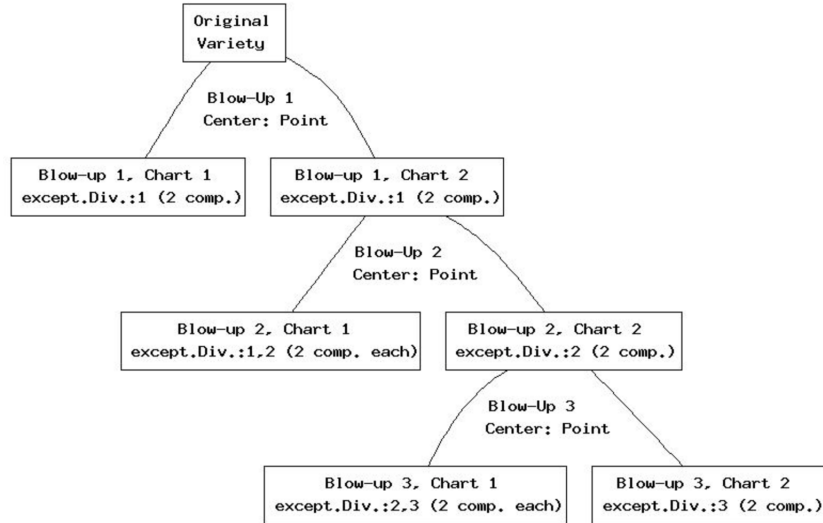 Original
Variety
Blow-Up 1
Center: Point
Blow-up 1, Chart 1
except.Div.:1 (2 comp.)
Blow-up 1, Chart 2
except.Div.:1 (2 comp.)
Blow-Up 2
Center: Point
Blow-up 2, Chart 1
except.Div.:1,2 (2 comp. each)
Blow-up 2, Chart 2
except.Div.:2 (2 comp.)
Blow-Up 3
Center: Point
Blow-up 3, Chart 1
except.Div.:2,3 (2 comp. each)
Blow-up 3, Chart 2
except.Div.:3 (2 comp.)